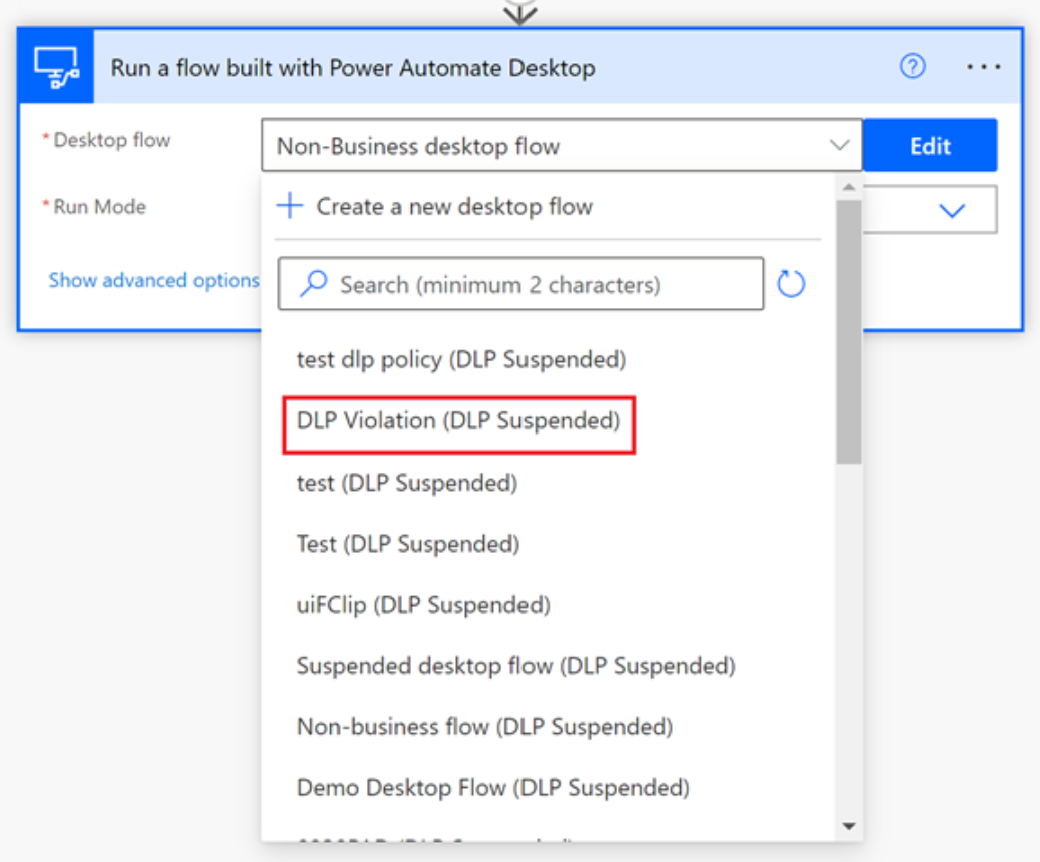 Run a flow built with Power Automate Desktop
* Desktop flow
Non-Business desktop flow
Edit
* Run Mode
Create a new desktop flow
Show advanced options
Search (minimum 2 characters)
test dlp policy (DLP Suspended)
DLP Violation (DLP Suspended)
test (DLP Suspended)
Test (DLP Suspended)
uiFClip (DLP Suspended)
Suspended desktop flow (DLP Suspended)
Non-business flow (DLP Suspended)
Demo Desktop Flow (DLP Suspended)